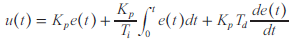 u(t) = K_p e(t) + \frac{K_p}{T_i} \int_0^t e(t)dt + K_p T_d \frac{de(t)}{dt}